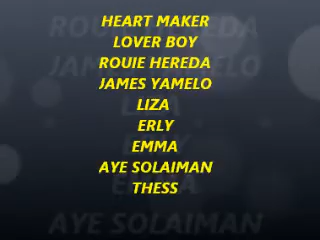 HEART MAKER
LOVER BOY
ROUIE HEREDA
JAMES YAMELO
LIZA
ERLY
EMMA
AYE SOLAIMAN
THESS